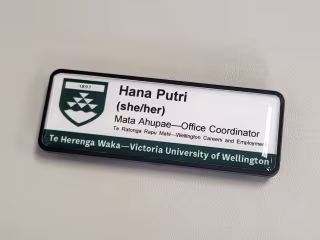 1897
Hana Putri
(she/her)
Mata Ahupae—Office Coordinator
Te Ratonga Rapu Mahi—Wellington Careers and Employment
Te Herenga Waka—Victoria University of Wellington